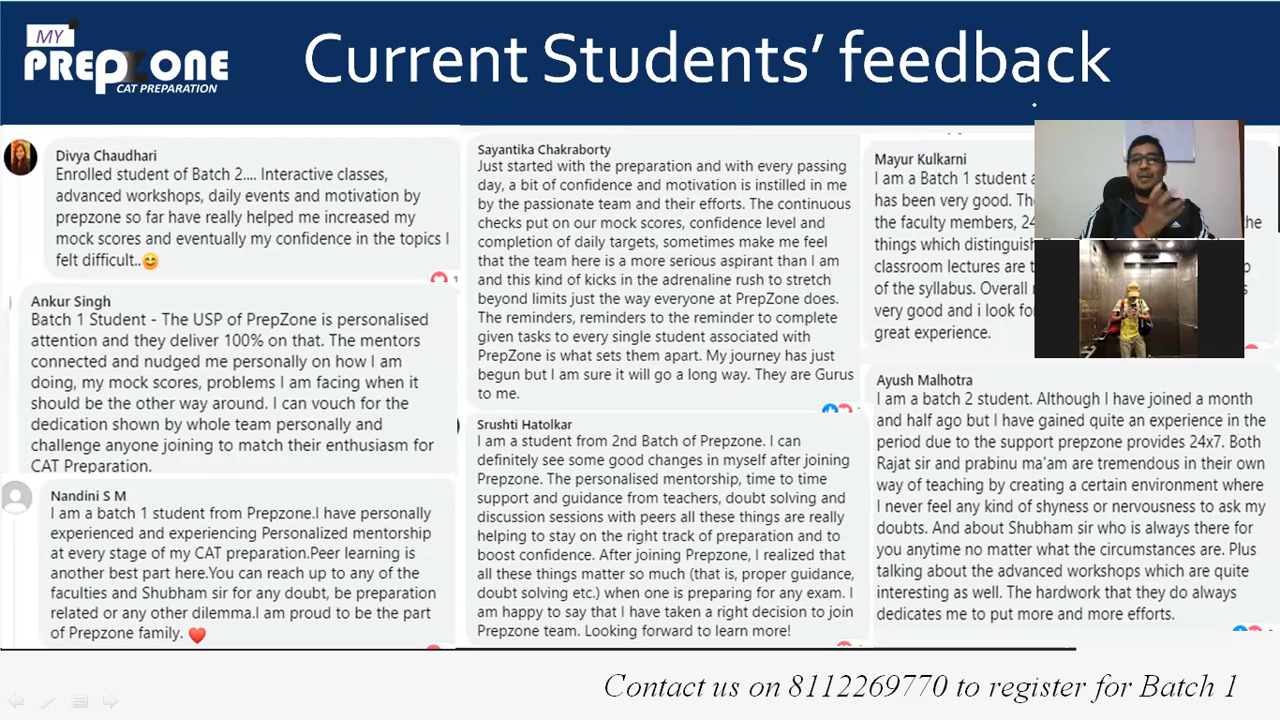 MY
PREPZONE
CAT PREPARATION
Current Students' feedback
Divya Chaudhari
Enrolled student of Batch 2.... Interactive classes,
advanced workshops, daily events and motivation by
prepzone so far have really helped me increased my
mock scores and eventually my confidence in the topics I
felt difficult..😊
Ankur Singh
Batch 1 Student - The USP of PrepZone is personalised
attention and they deliver 100% on that. The mentors
connected and nudged me personally on how I am
doing, my mock scores, problems I am facing when it
should be the other way around. I can vouch for the
dedication shown by whole team personally and
challenge anyone joining to match their enthusiasm for
CAT Preparation.
Nandini S M
I am a batch 1 student from Prepzone.I have personally
experienced and experiencing Personalized mentorship
at every stage of my CAT preparation.Peer learning is
another best part here.You can reach up to any of the
faculties and Shubham sir for any doubt, be preparation
related or any other dilemma.I am proud to be the part
of Prepzone family. ❤️
Sayantika Chakraborty
Just started with the preparation and with every passing
day, a bit of confidence and motivation is instilled in me
by the passionate team and their efforts. The continuous
checks put on our mock scores, confidence level and
completion of daily targets, sometimes make me feel
that the team here is a more serious aspirant than I am
and this kind of kicks in the adrenaline rush to stretch
beyond limits just the way everyone at PrepZone does.
The reminders, reminders to the reminder to complete
given tasks to every single student associated with
PrepZone is what sets them apart. My journey has just
begun but I am sure it will go a long way. They are Gurus
to me.
Srushti Hatolkar
I am a student from 2nd Batch of Prepzone. I can
definitely see some good changes in myself after joining
Prepzone. The personalised mentorship, time to time
support and guidance from teachers, doubt solving and
discussion sessions with peers all these things are really
helping to stay on the right track of preparation and to
boost confidence. After joining Prepzone, I realized that
all these things matter so much (that is, proper guidance,
doubt solving etc.) when one is preparing for any exam. I
am happy to say that I have taken a right decision to join
Prepzone team. Looking forward to learn more!
Mayur Kulkarni
I am a Batch 1 student
has been very good.
the faculty members, the
things which
classroom lectures are
of the syllabus. Overall
very good and i look
great experience.
Ayush Malhotra
I am a batch 2 student. Although I have joined a month
and half ago but I have gained quite an experience in the
period due to the support prepzone provides 24x7. Both
Rajat sir and prabinu ma'am are tremendous in their own
way of teaching by creating a certain environment where
I never feel any kind of shyness or nervousness to ask my
doubts. And about Shubham sir who is always there for
you anytime no matter what the circumstances are. Plus
talking about the advanced workshops which are quite
interesting as well. The hardwork that they do always
dedicates me to put more and more efforts.
Contact us on 8112269770 to register for Batch 1